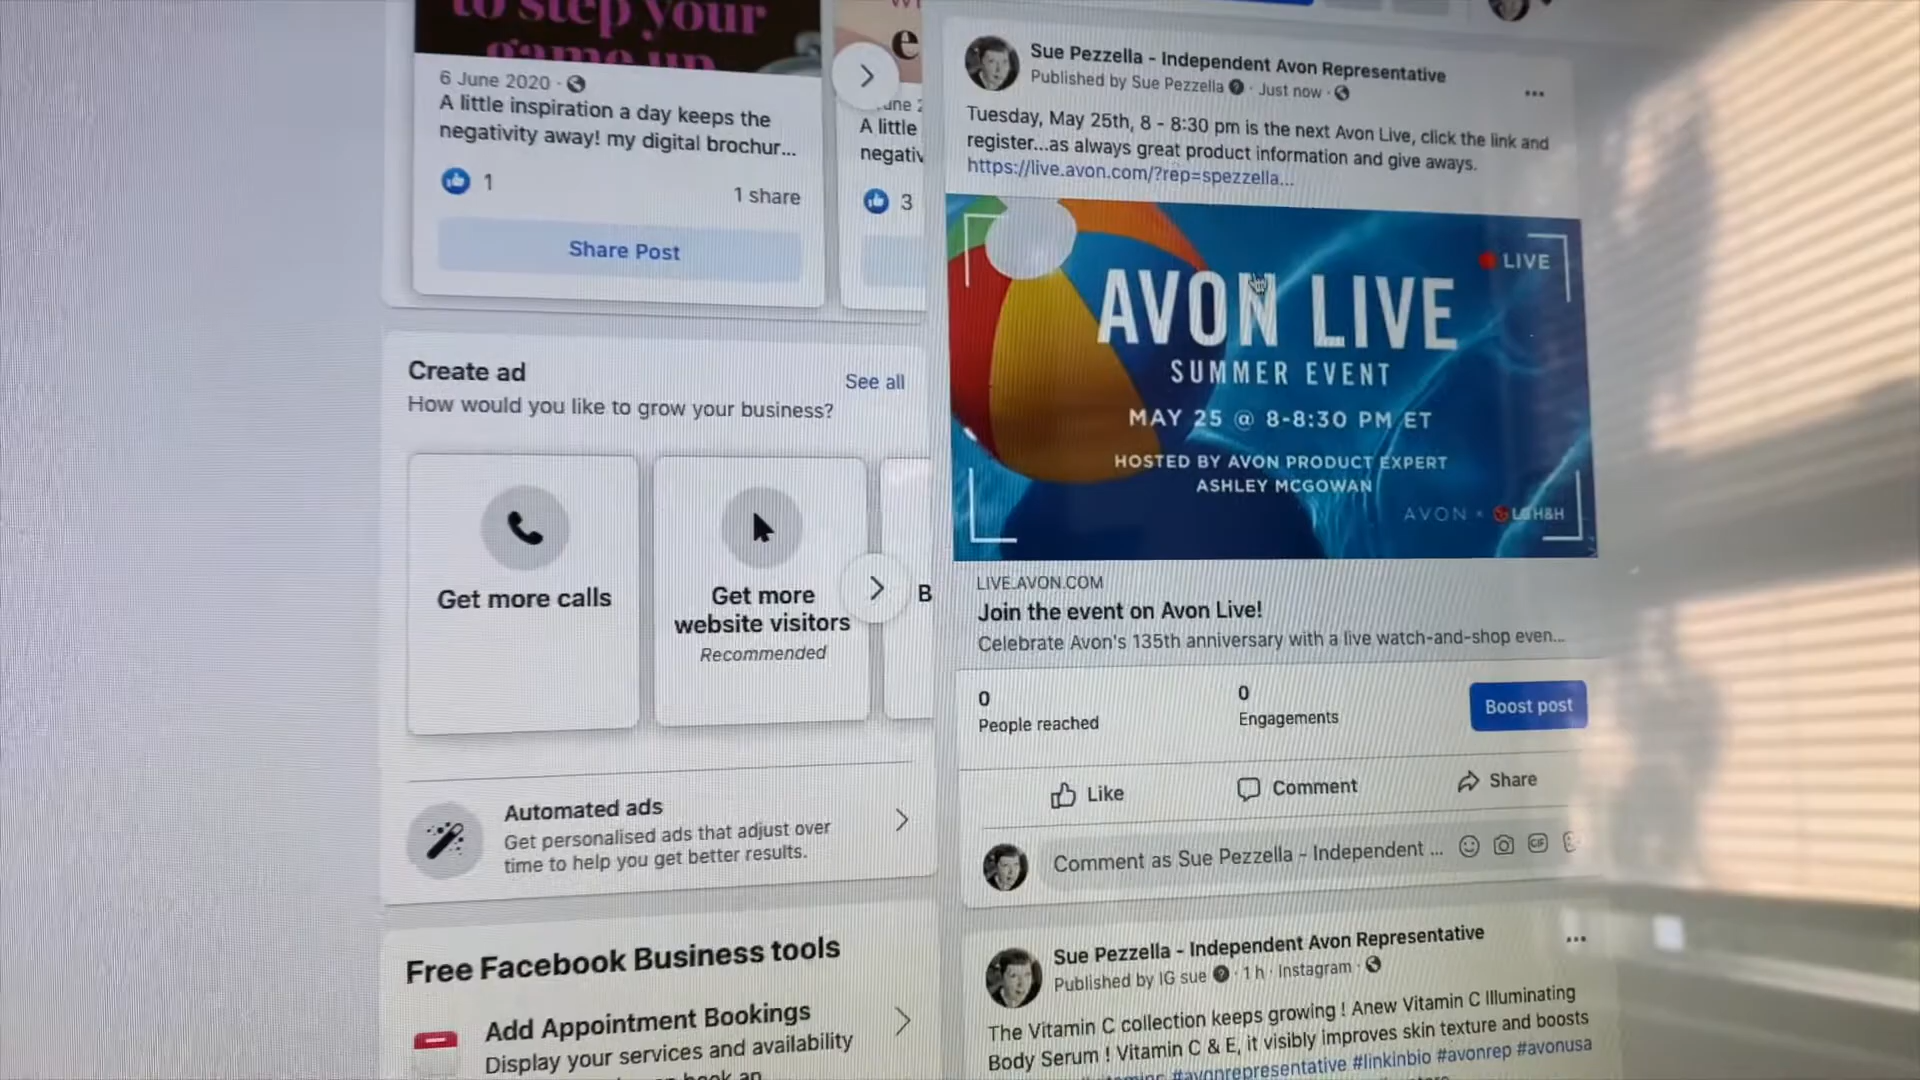 to step your
game up
6 June 2020 ·
A little inspiration a day keeps the
negativity away! my digital brochur...
1
1 share
Share Post
e
une 2
A little
negativ
3
Create ad
See all
How would you like to grow your business?
Get more calls
Get more
website visitors
Recommended
B
Automated ads
Get personalised ads that adjust over
time to help you get better results.
Free Facebook Business tools
Add Appointment Bookings
Display your services and availability
Sue Pezzella - Independent Avon Representative
Published by Sue Pezzella · Just now ·
Tuesday, May 25th, 8 - 8:30 pm is the next Avon Live, click the link and
register...as always great product information and give aways.
https://live.avon.com/?rep=spezzella...
LIVE
AVON LIVE
SUMMER EVENT
MAY 25 @ 8-8:30 PM ET
HOSTED BY AVON PRODUCT EXPERT
ASHLEY MCGOWAN
AVON × LG H&H
LIVE.AVON.COM
Join the event on Avon Live!
Celebrate Avon's 135th anniversary with a live watch-and-shop even...
0
People reached
0
Engagements
Boost post
Like
Comment
Share
Comment as Sue Pezzella - Independent ...
GIF
Sue Pezzella - Independent Avon Representative
Published by IG sue · 1 h · Instagram ·
The Vitamin C collection keeps growing ! Anew Vitamin C Illuminating
Body Serum ! Vitamin C & E, it visibly improves skin texture and boosts
#avonrepresentative #linkinbio #avonrep #avonusa